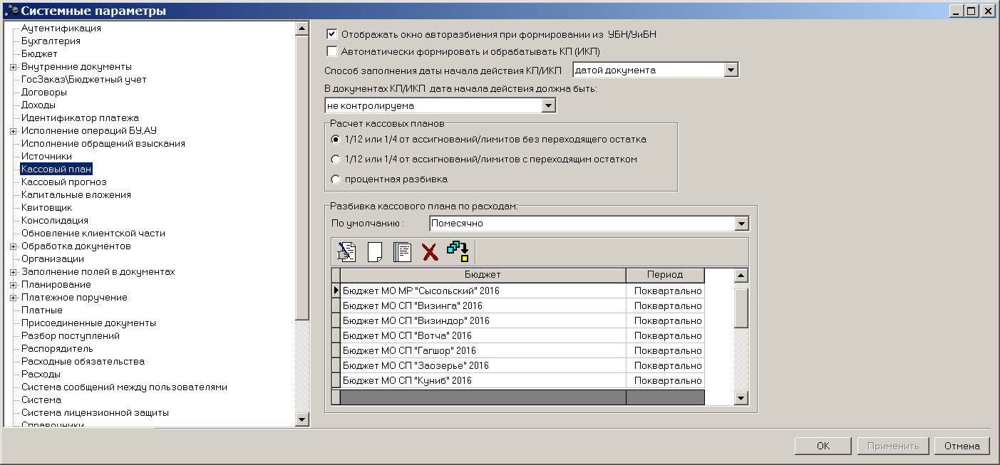 Системные параметры
Аутентификация
Бухгалтерия
Бюджет
Внутренние документы
ГосЗаказ\Бюджетный учет
Договоры
Доходы
Идентификатор платежа
Исполнение операций БУ,АУ
Исполнение обращений взыскания
Источники
Кассовый план
Кассовый прогноз
Капитальные вложения
Квитовщик
Консолидация
Обновление клиентской части
Обработка документов
Организации
Заполнение полей в документах
Планирование
Платежное поручение
Платные
Присоединенные документы
Разбор поступлений
Распорядитель
Расходные обязательства
Расходы
Система сообщений между пользователями
Система
Система лицензионной защиты
Справочники
Отображать окно авторазбиения при формировании из УБН/УиБН
Автоматически формировать и обрабатывать КП (ИКП)
Способ заполнения даты начала действия КП/ИКП датой документа
В документах КП/ИКП дата начала действия должна быть:
не контролируема
Расчет кассовых планов
1/12 или 1/4 от ассигнований/лимитов без переходящего остатка
1/12 или 1/4 от ассигнований/лимитов с переходящим остатком
процентная разбивка
Разбивка кассового плана по расходам:
По умолчанию : Помесячно
Бюджет Период
Бюджет МО МР "Сысольский" 2016 Поквартально
Бюджет МО СП "Визинга" 2016 Поквартально
Бюджет МО СП "Визиндор" 2016 Поквартально
Бюджет МО СП "Вотча" 2016 Поквартально
Бюджет МО СП "Гагшор" 2016 Поквартально
Бюджет МО СП "Заозерье" 2016 Поквартально
Бюджет МО СП "Куниб" 2016 Поквартально
OK Применить Отмена